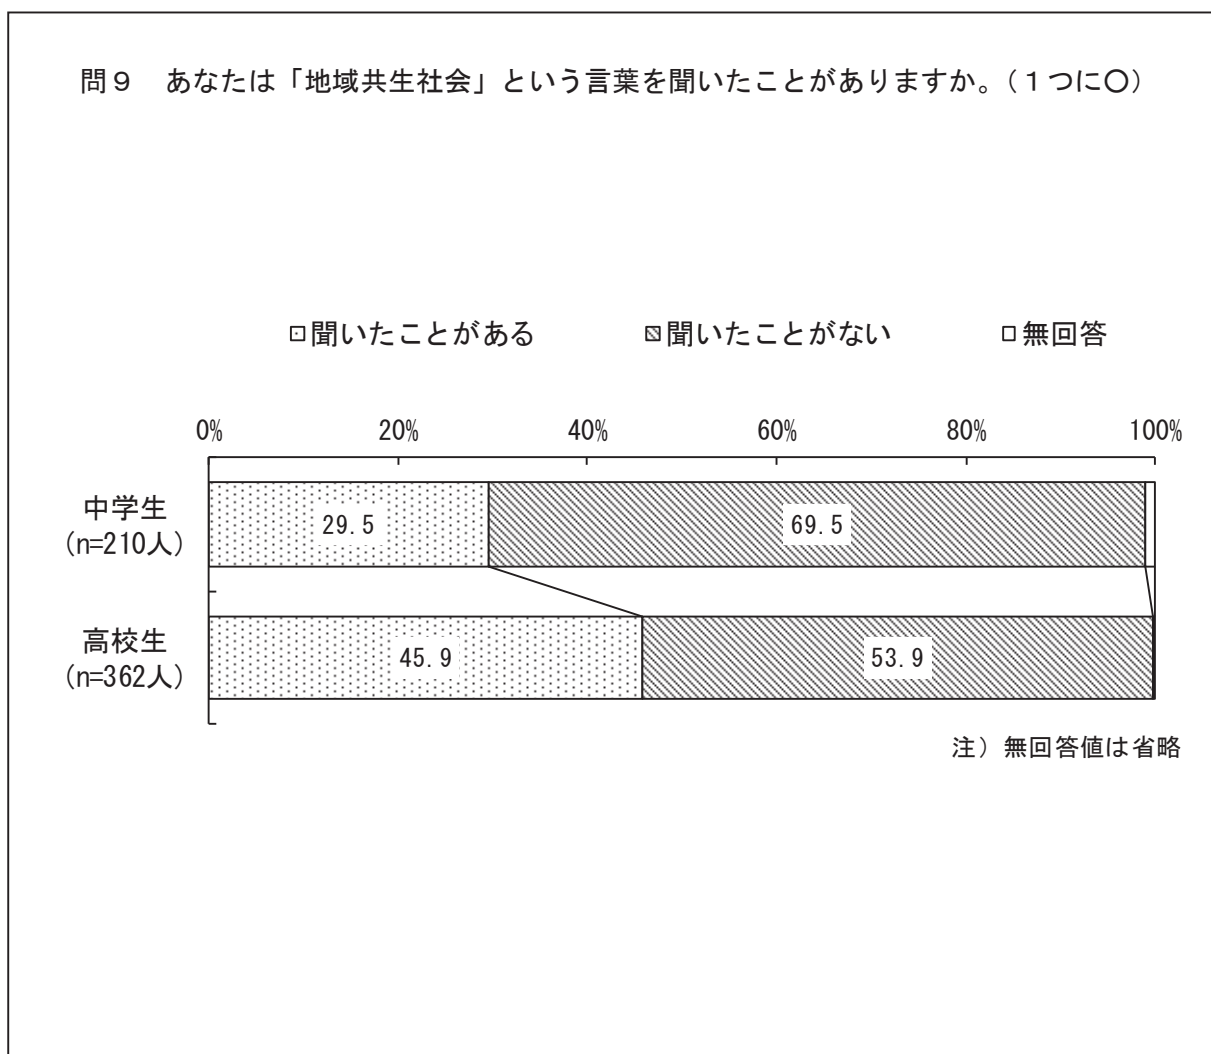 問９　あなたは「地域共生社会」という言葉を聞いたことがありますか。（１つに〇）
聞いたことがある　聞いたことがない　無回答
0%　20%　40%　60%　80%　100%
中学生
(n=210人)
29.5　69.5
高校生
(n=362人)
45.9　53.9
注）無回答値は省略